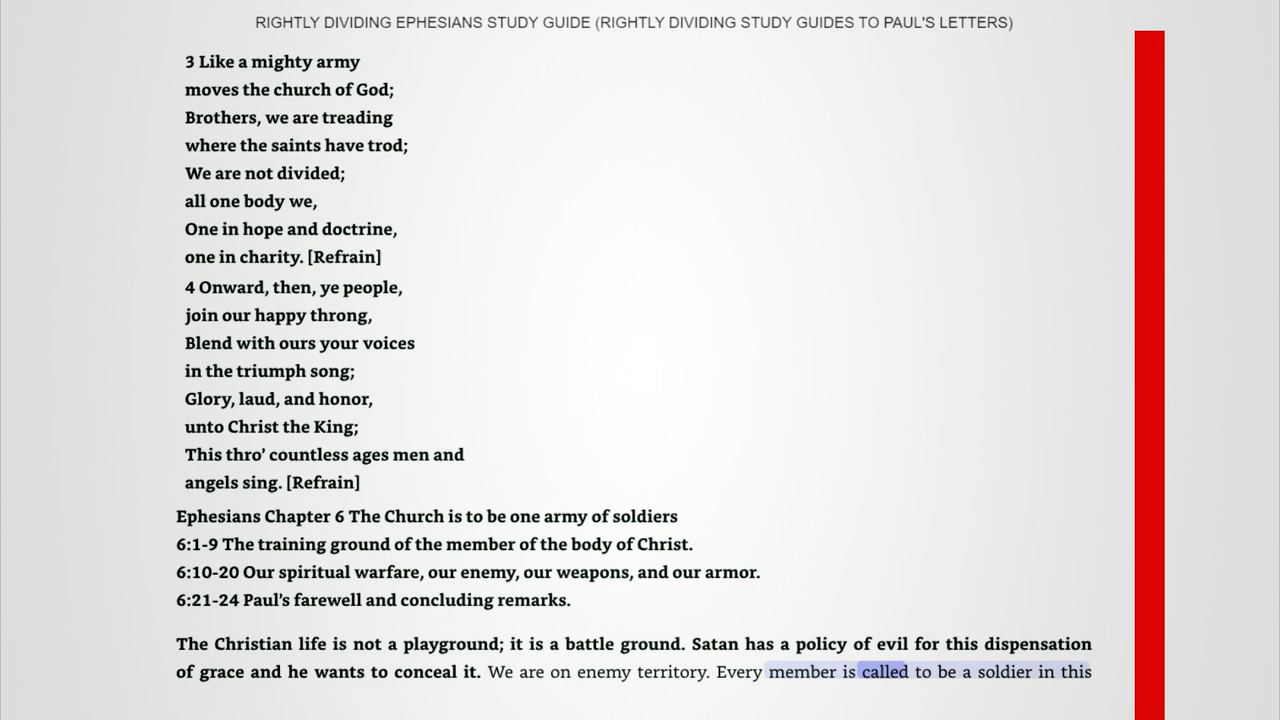 RIGHTLY DIVIDING EPHESIANS STUDY GUIDE (RIGHTLY DIVIDING STUDY GUIDES TO PAUL'S LETTERS)
3 Like a mighty army
moves the church of God;
Brothers, we are treading
where the saints have trod;
We are not divided;
all one body we,
One in hope and doctrine,
one in charity. [Refrain]
4 Onward, then, ye people,
join our happy throng,
Blend with ours your voices
in the triumph song;
Glory, laud, and honor,
unto Christ the King;
This thro’ countless ages men and
angels sing. [Refrain]
Ephesians Chapter 6 The Church is to be one army of soldiers
6:1-9 The training ground of the member of the body of Christ.
6:10-20 Our spiritual warfare, our enemy, our weapons, and our armor.
6:21-24 Paul’s farewell and concluding remarks.
The Christian life is not a playground; it is a battle ground. Satan has a policy of evil for this dispensation
of grace and he wants to conceal it. We are on enemy territory. Every member is called to be a soldier in this